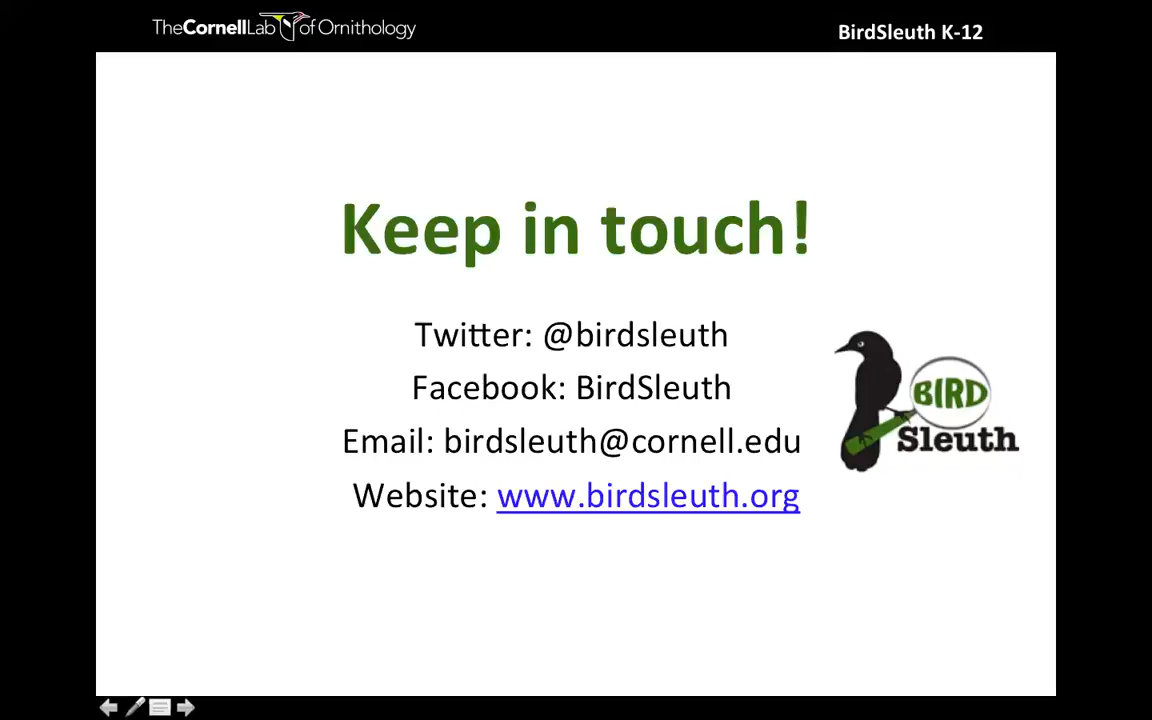 TheCornellLab of Ornithology
BirdSleuth K-12
Keep in touch!
Twitter: @birdsleuth
Facebook: BirdSleuth
Email: birdsleuth@cornell.edu
Website: www.birdsleuth.org
BIRD
Sleuth